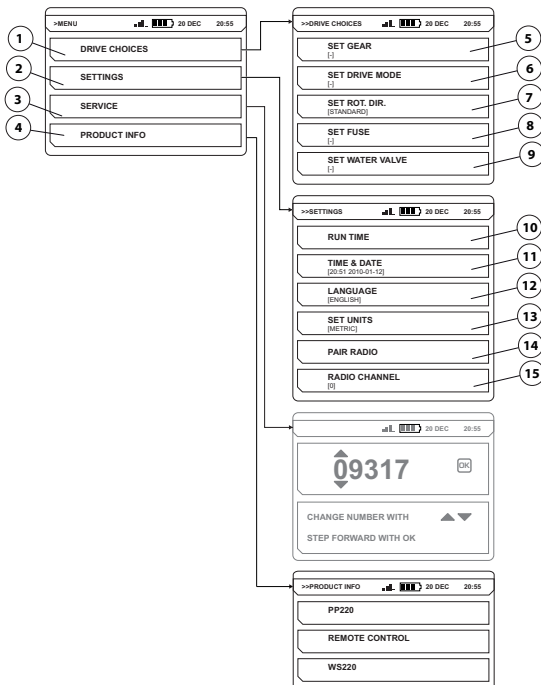 >MENU 20 DEC 20:55
1 DRIVE CHOICES
2 SETTINGS
3 SERVICE
4 PRODUCT INFO
>>DRIVE CHOICES 20 DEC 20:55
SET GEAR 5
[-]
SET DRIVE MODE 6
[-]
SET ROT. DIR. 7
[STANDARD]
SET FUSE 8
[-]
SET WATER VALVE 9
[-]
>>SETTINGS 20 DEC 20:55
RUN TIME 10
TIME & DATE 11
[20:51 2010-01-12]
LANGUAGE 12
[ENGLISH]
SET UNITS 13
[METRIC]
PAIR RADIO 14
RADIO CHANNEL 15
[0]
20 DEC 20:55
09317 OK
CHANGE NUMBER WITH
STEP FORWARD WITH OK
>>PRODUCT INFO 20 DEC 20:55
PP220
REMOTE CONTROL
WS220